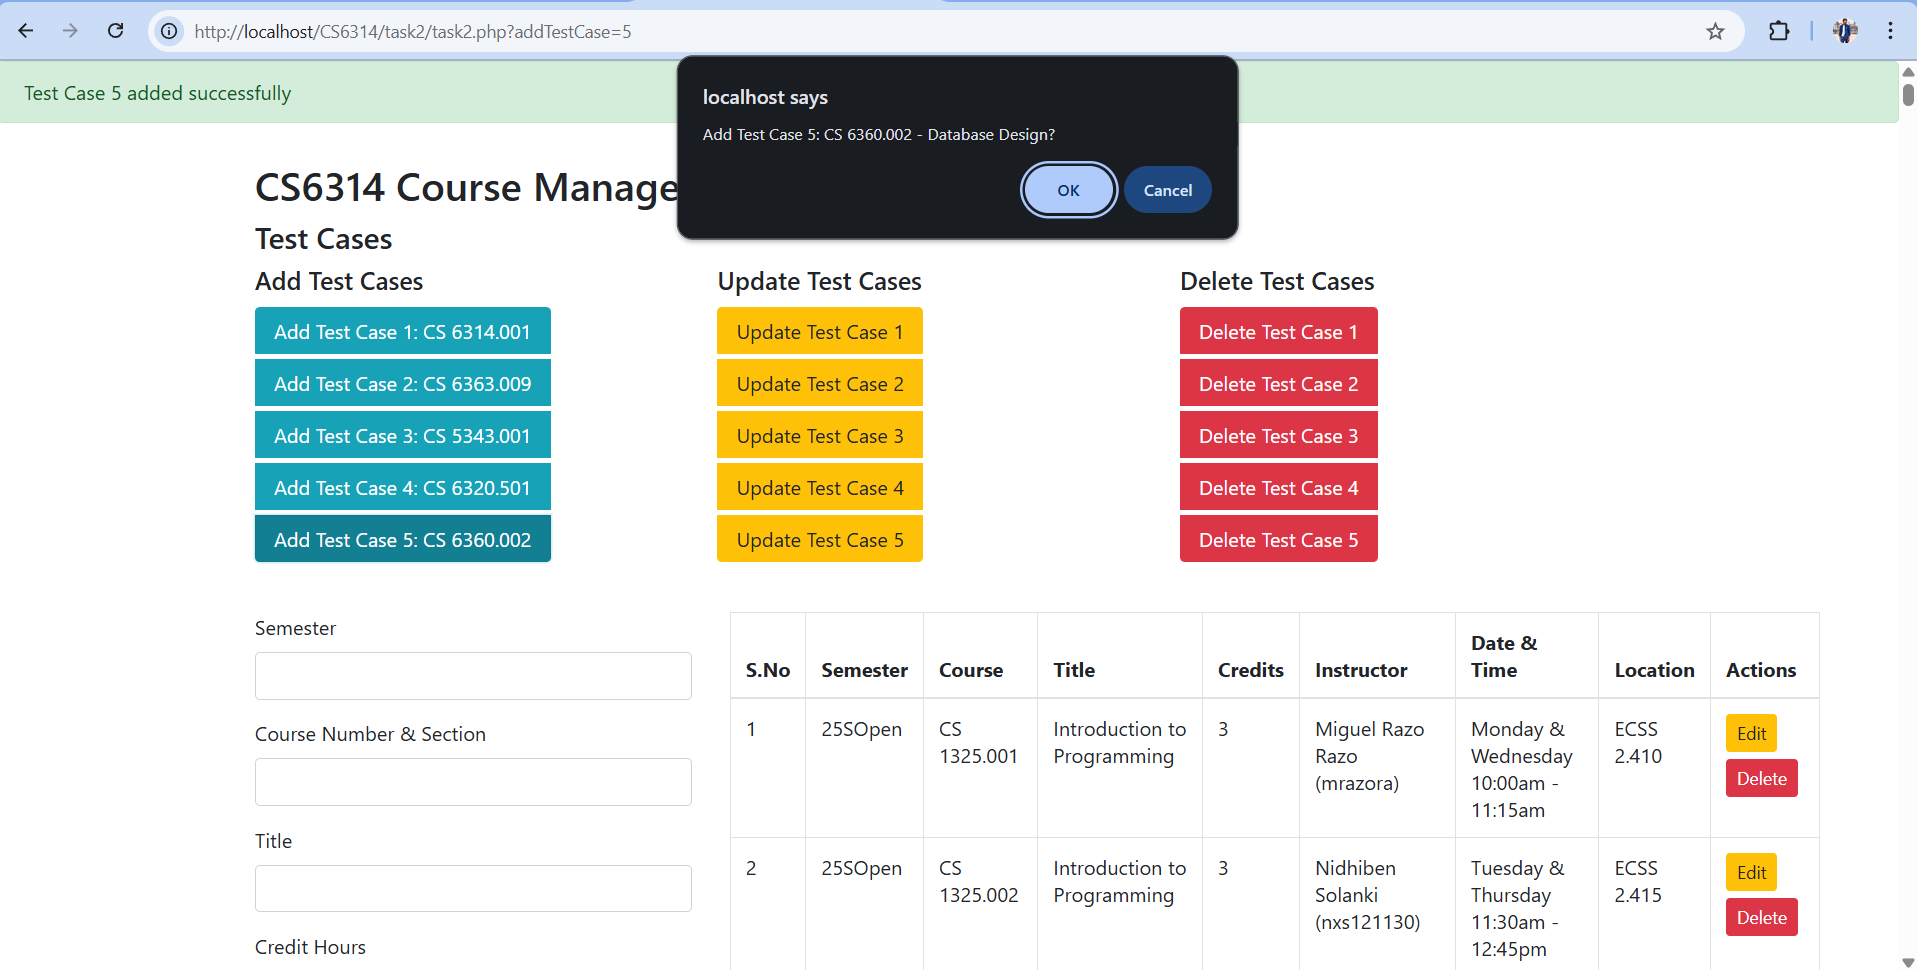 http://localhost/CS6314/task2/task2.php?addTestCase=5
Test Case 5 added successfully
localhost says
Add Test Case 5: CS 6360.002 - Database Design?
OK
Cancel
CS6314 Course Manage
Test Cases
Add Test Cases
Add Test Case 1: CS 6314.001
Add Test Case 2: CS 6363.009
Add Test Case 3: CS 5343.001
Add Test Case 4: CS 6320.501
Add Test Case 5: CS 6360.002
Update Test Cases
Update Test Case 1
Update Test Case 2
Update Test Case 3
Update Test Case 4
Update Test Case 5
Delete Test Cases
Delete Test Case 1
Delete Test Case 2
Delete Test Case 3
Delete Test Case 4
Delete Test Case 5
Semester
Course Number & Section
Title
Credit Hours
S.No
Semester
Course
Title
Credits
Instructor
Date &
Time
Location
Actions
1
25SOpen
CS
1325.001
Introduction to
Programming
3
Miguel Razo
Razo
(mrazora)
Monday &
Wednesday
10:00am -
11:15am
ECSS
2.410
Edit
Delete
2
25SOpen
CS
1325.002
Introduction to
Programming
3
Nidhiben
Solanki
(nxs121130)
Tuesday &
Thursday
11:30am -
12:45pm
ECSS
2.415
Edit
Delete